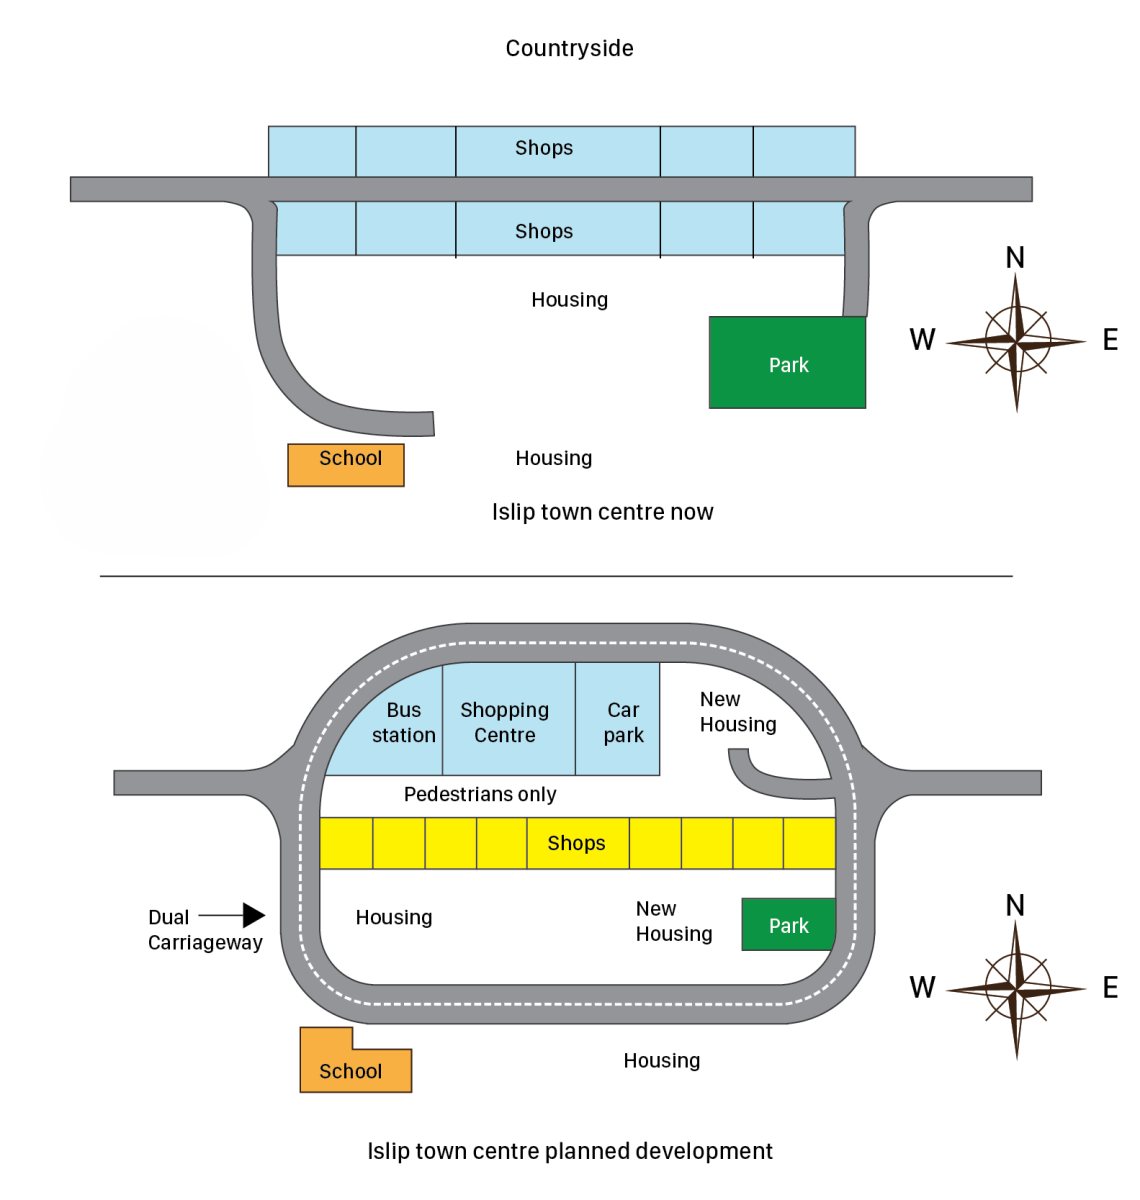 Countryside
Shops
Shops
Housing
N
W
E
Park
School
Housing
Islip town centre now
Bus
station
Shopping
Centre
Car
park
New
Housing
Pedestrians only
Shops
Dual
Carriageway
Housing
New
Housing
Park
N
W
E
School
Housing
Islip town centre planned development